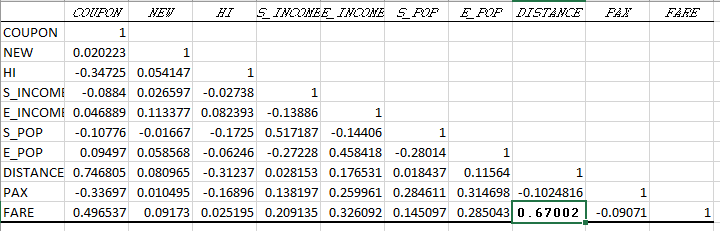 COUPON NEW HI S_INCOME E_INCOME S_POP E_POP DISTANCE PAX FARE
COUPON 1
NEW 0.020223 1
HI -0.34725 0.054147 1
S_INCOME -0.0884 0.026597 -0.02738 1
E_INCOME 0.046889 0.113377 0.082393 -0.13886 1
S_POP -0.10776 -0.01667 -0.1725 0.517187 -0.14406 1
E_POP 0.09497 0.058568 -0.06246 -0.27228 0.458418 -0.28014 1
DISTANCE 0.746805 0.080965 -0.31237 0.028153 0.176531 0.018437 0.11564 1
PAX -0.33697 0.010495 -0.16896 0.138197 0.259961 0.284611 0.314698 -0.1024816 1
FARE 0.496537 0.09173 0.025195 0.209135 0.326092 0.145097 0.285043 0.67002 -0.09071 1